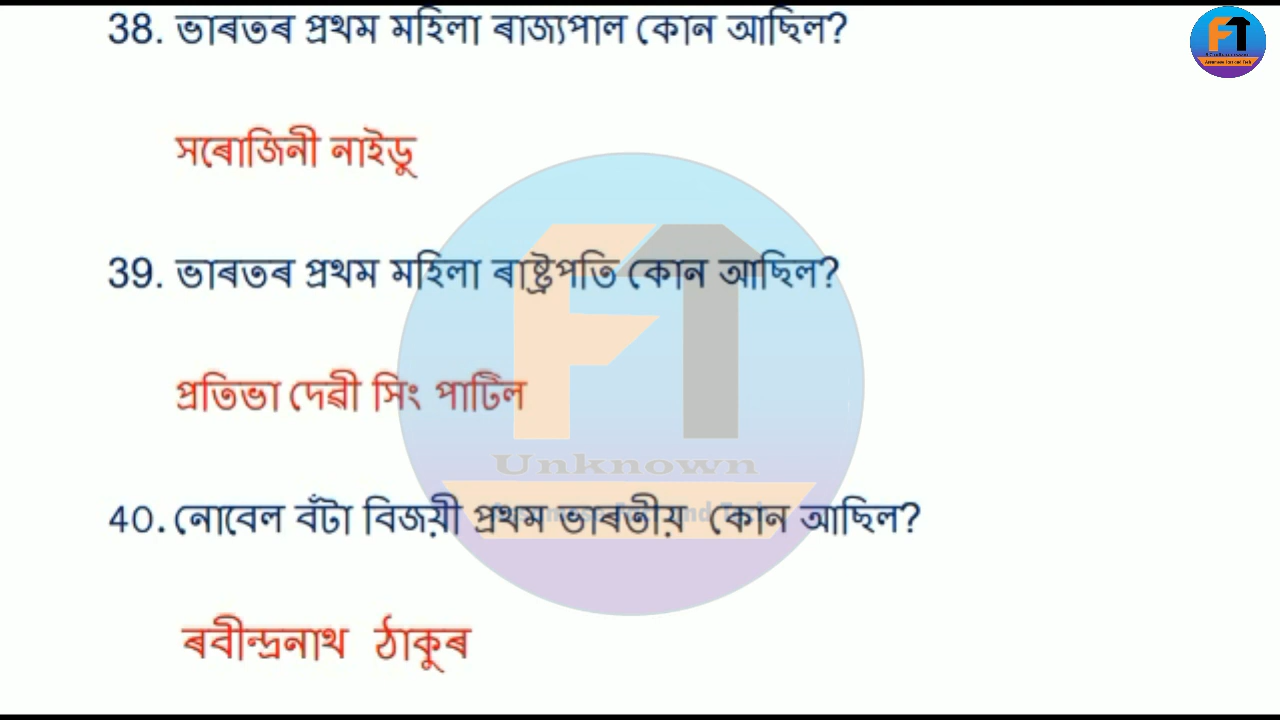 38. ভাৰতৰ প্ৰথম মহিলা ৰাজ্যপাল কোন আছিল?
সৰোজিনী নাইডু
39. ভাৰতৰ প্ৰথম মহিলা ৰাষ্ট্ৰপতি কোন আছিল?
প্ৰতিভা দেৱী সিং পাটিল
40. নোবেল বঁটা বিজয়ী প্ৰথম ভাৰতীয় কোন আছিল?
ৰবীন্দ্ৰনাথ ঠাকুৰ
FT
Unknown